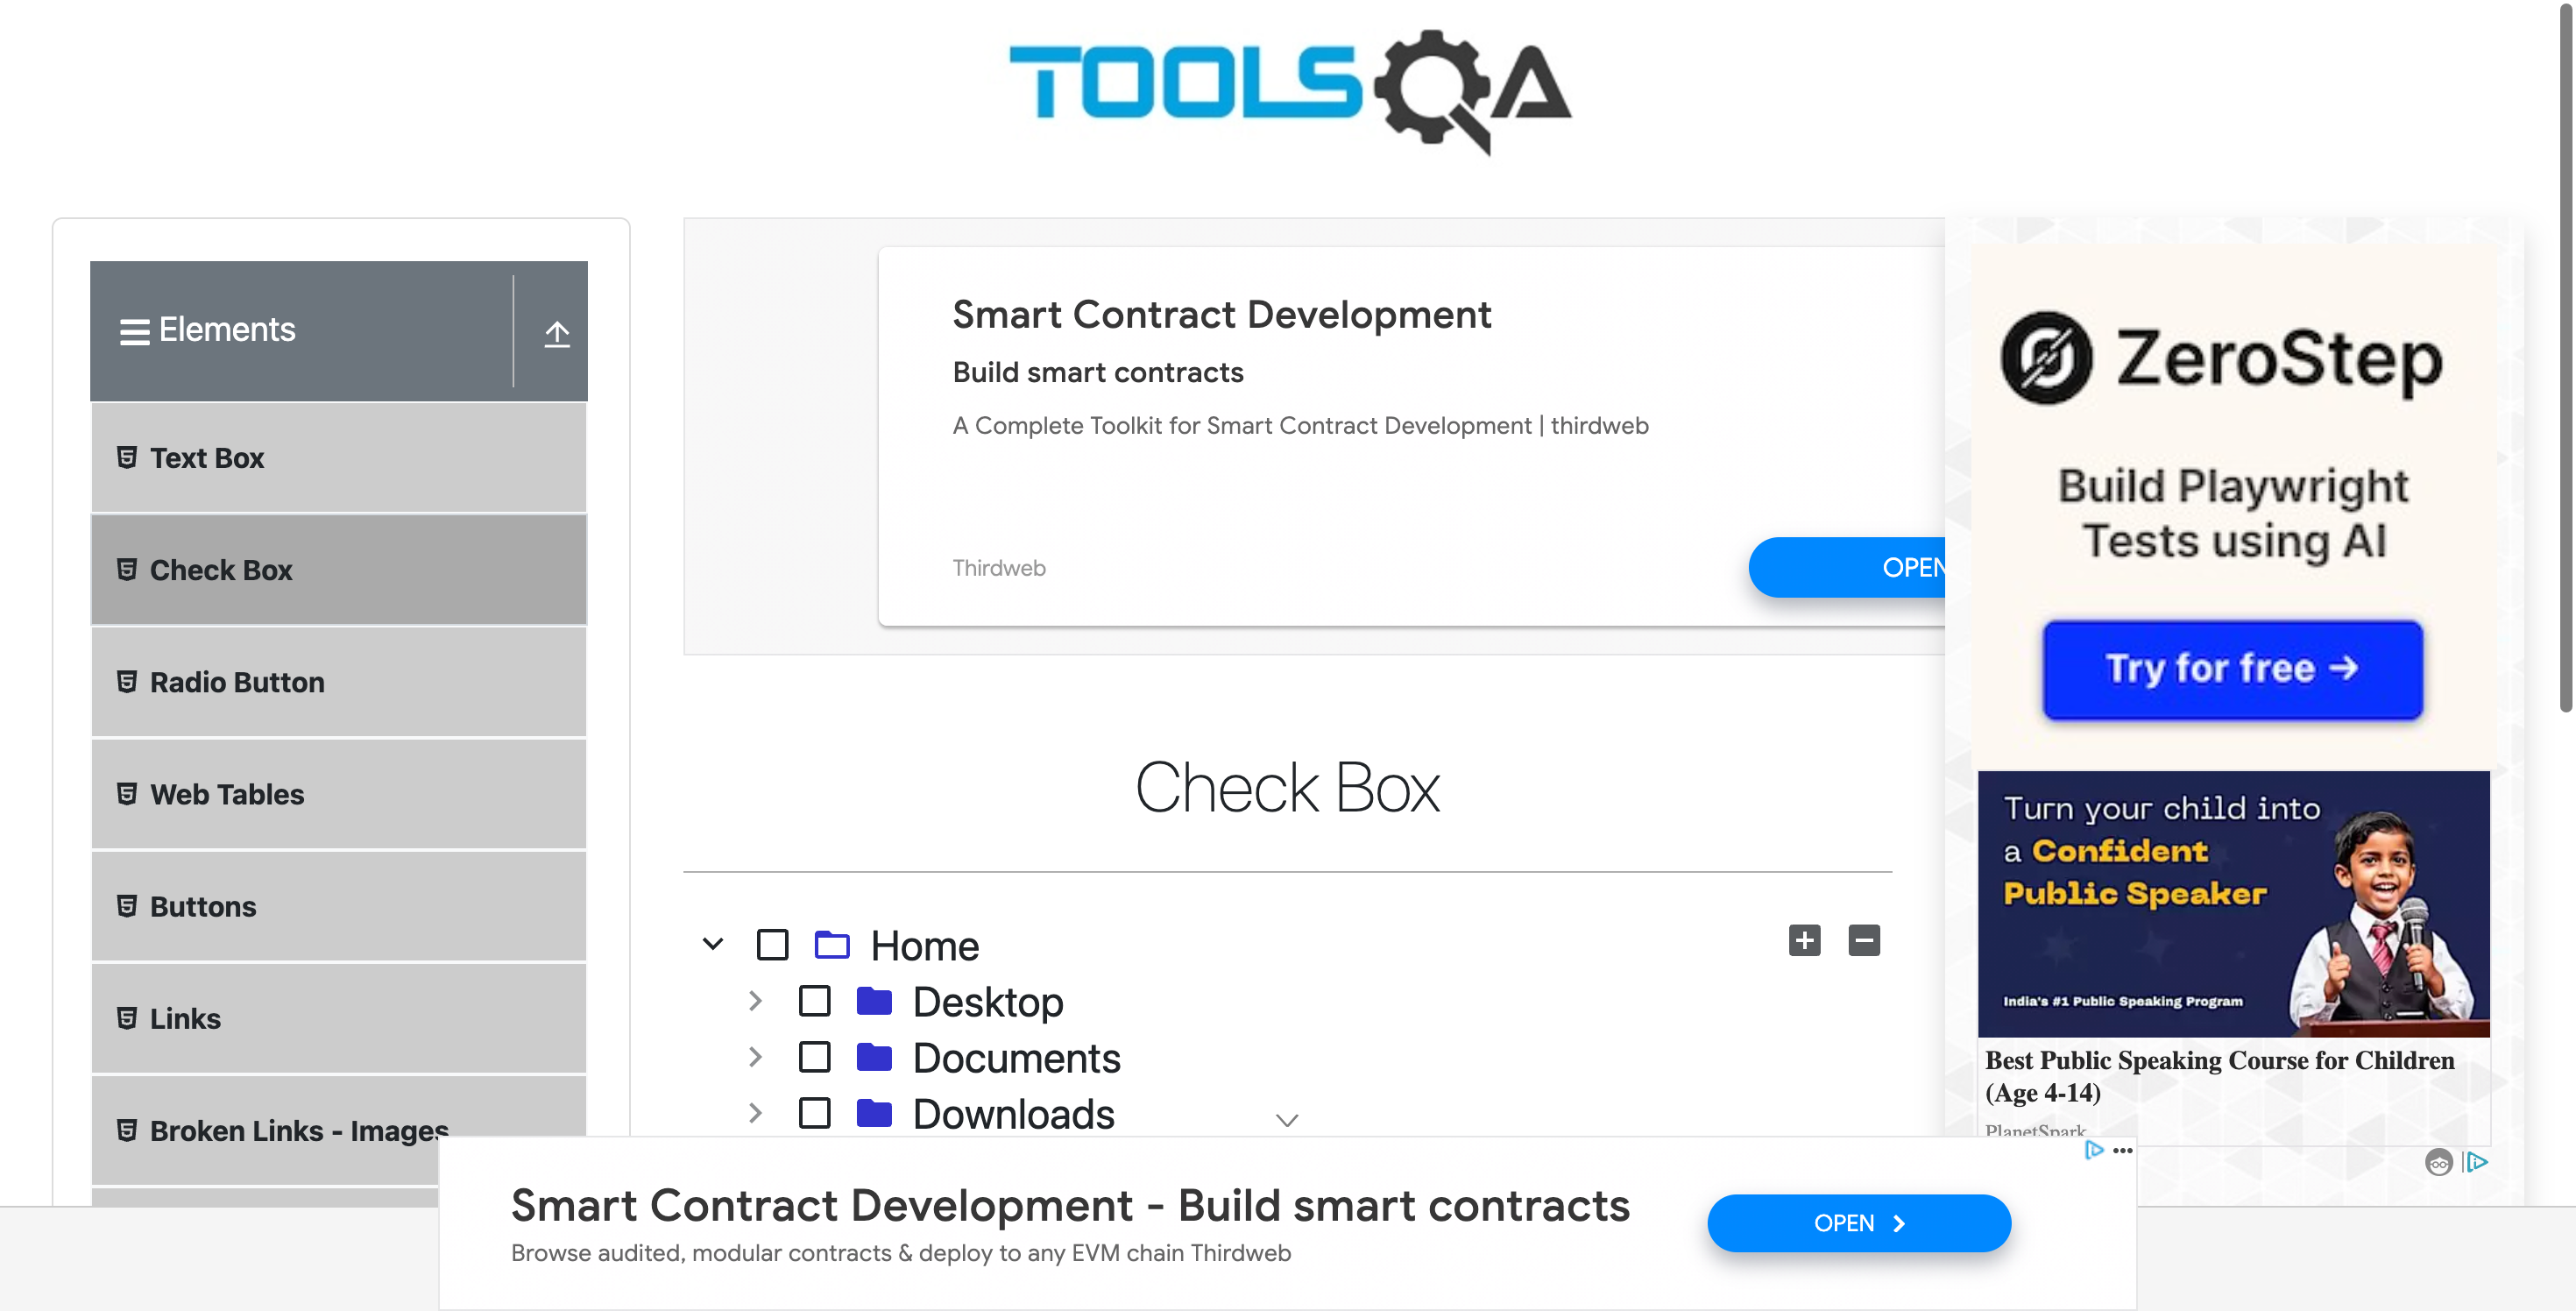 TOOLSQA
Elements
Text Box
Check Box
Radio Button
Web Tables
Buttons
Links
Broken Links - Images
Smart Contract Development
Build smart contracts
A Complete Toolkit for Smart Contract Development | thirdweb
Thirdweb
OPEN
Check Box
Home
Desktop
Documents
Downloads
ZeroStep
Build Playwright
Tests using AI
Try for free →
Turn your child into
a Confident
Public Speaker
India's #1 Public Speaking Program
Best Public Speaking Course for Children
(Age 4-14)
PlanetSpark
Smart Contract Development - Build smart contracts
Browse audited, modular contracts & deploy to any EVM chain Thirdweb
OPEN